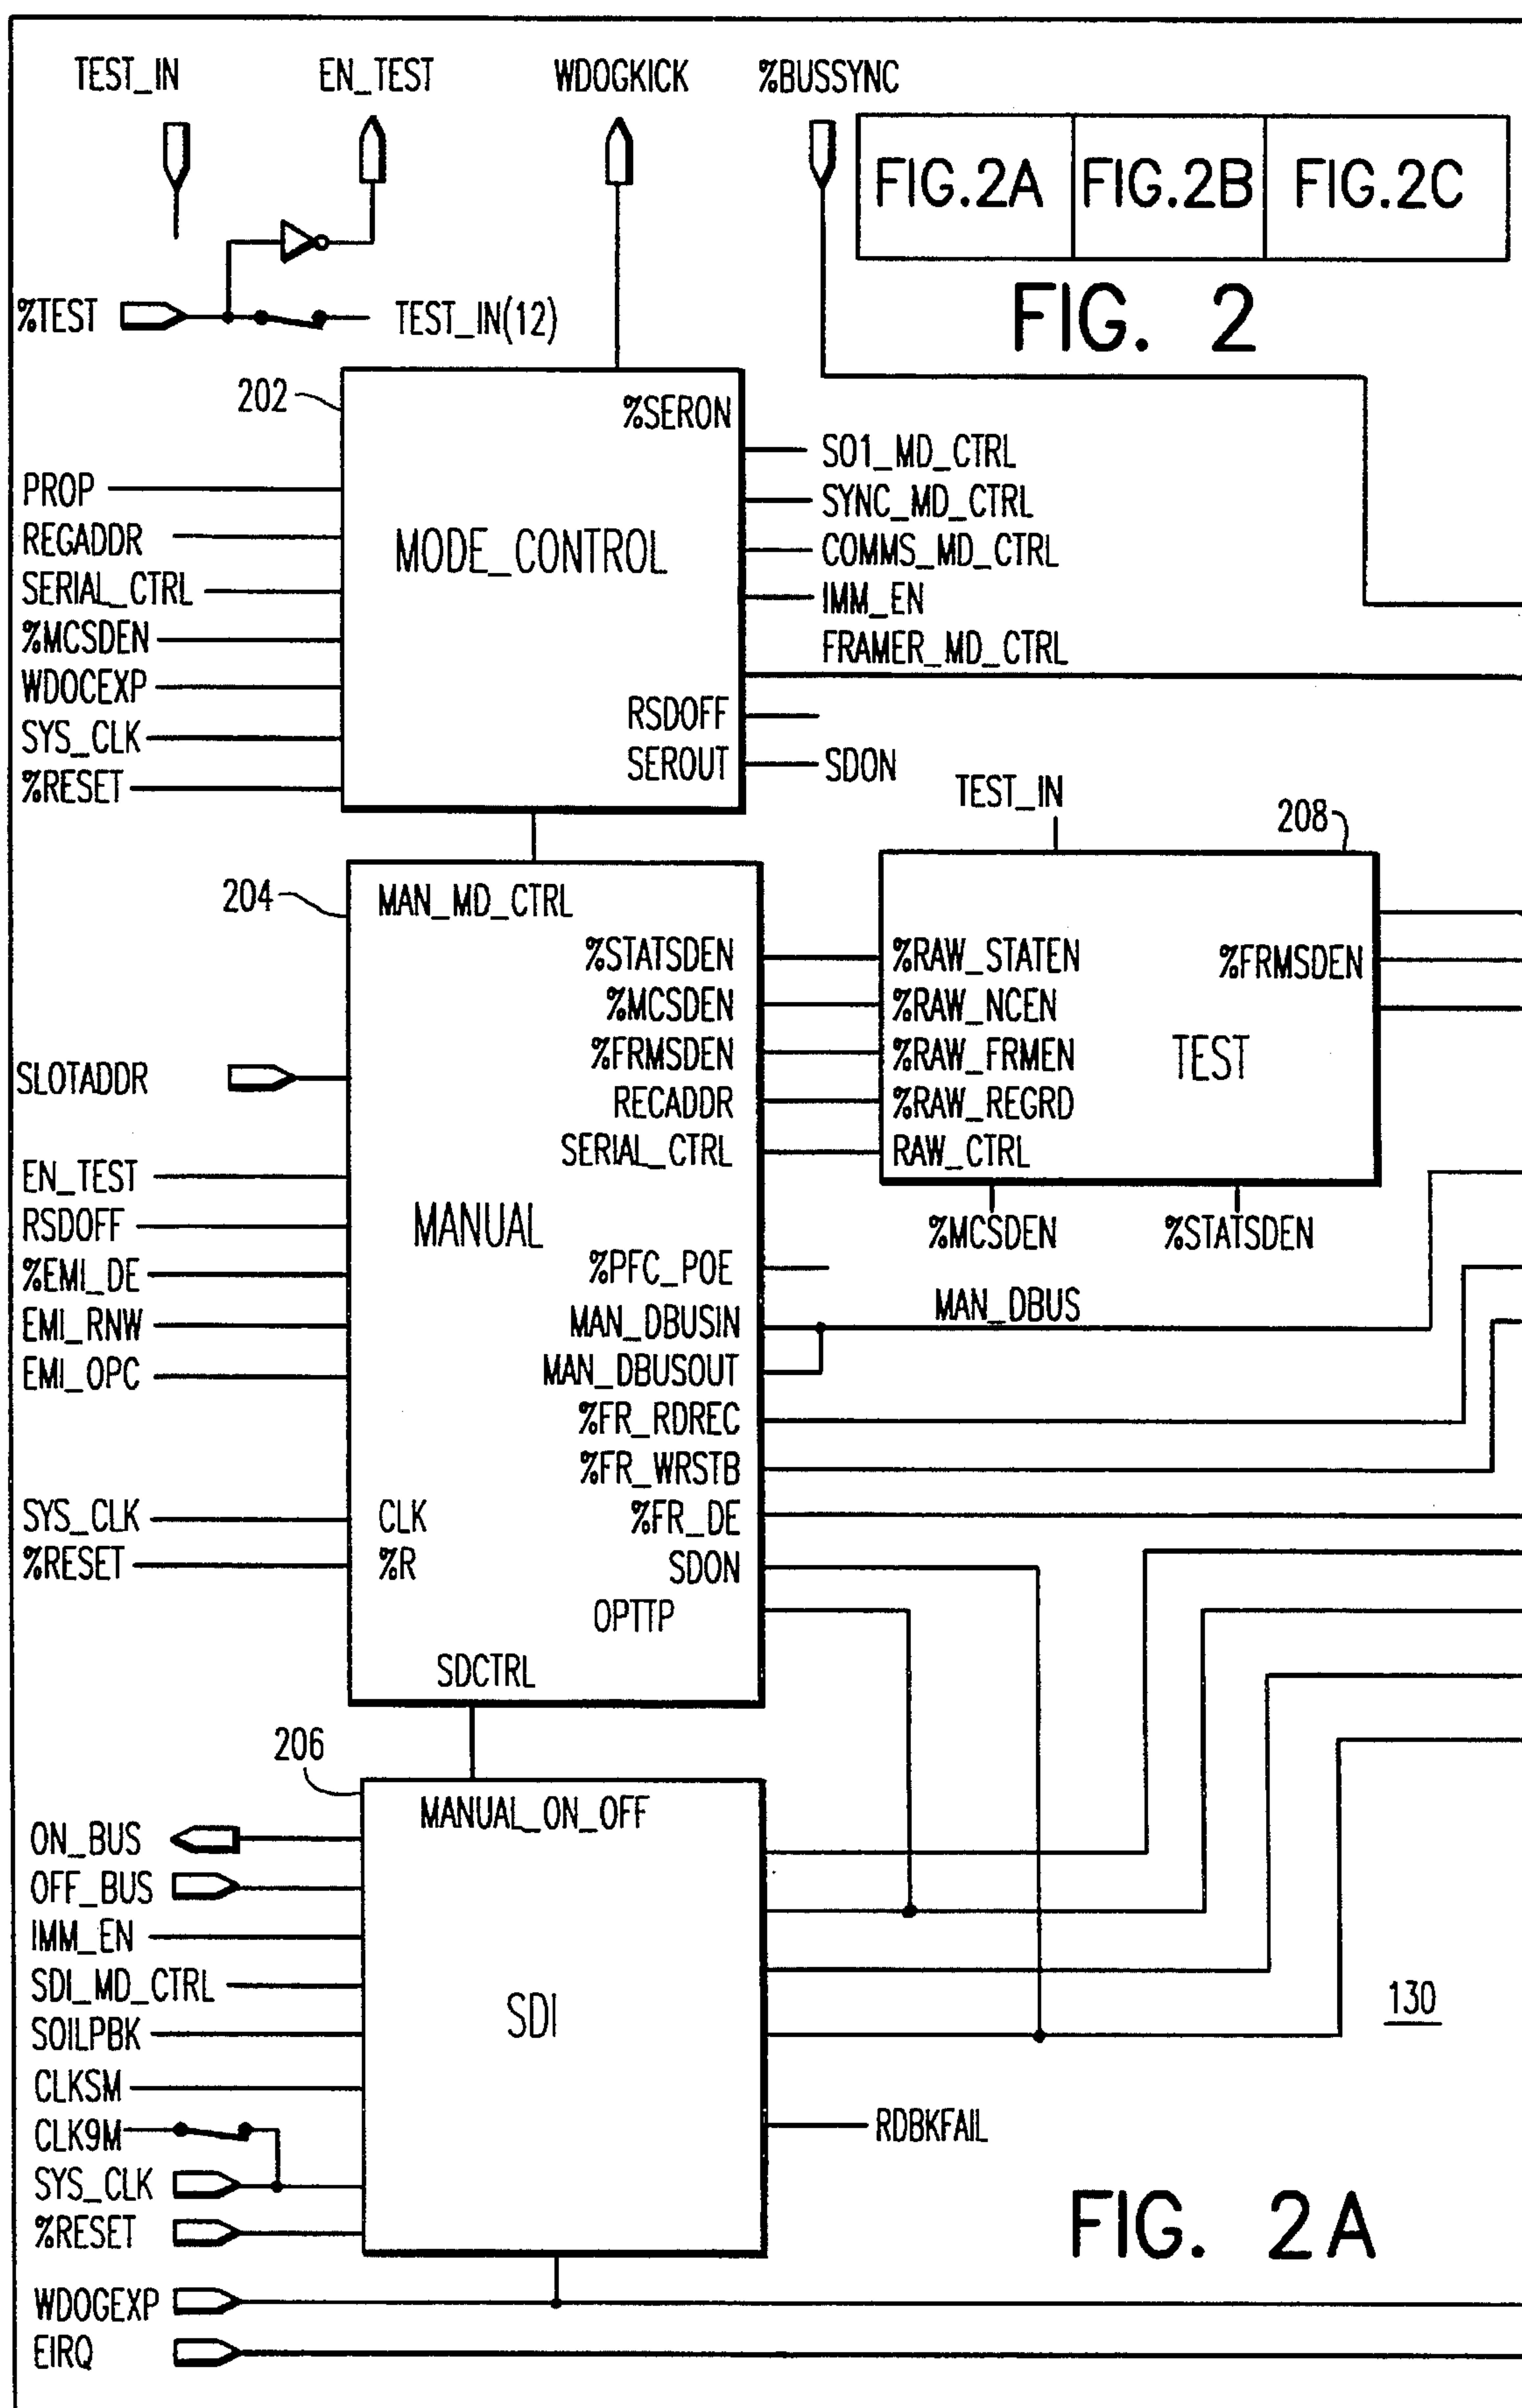 TEST_IN EN_TEST WDOGKICK %BUSSYNC
FIG.2A FIG.2B FIG.2C
FIG. 2
%TEST TEST_IN(12)
202
%SERON
PROP
REGADDR
SERIAL_CTRL
%MCSDEN
WDOCEXP
SYS_CLK
%RESET
MODE_CONTROL
RSDOFF
SEROUT
S01_MD_CTRL
SYNC_MD_CTRL
COMMS_MD_CTRL
IMM_EN
FRAMER_MD_CTRL
SDON
204
MAN_MD_CTRL
SLOTADDR
EN_TEST
RSDOFF
%EMI_DE
EMI_RNW
EMI_OPC
SYS_CLK
%RESET
MANUAL
CLK
%R
%STATSDEN
%MCSDEN
%FRMSDEN
RECADDR
SERIAL_CTRL
%PFC_POE
MAN_DBUSIN
MAN_DBUSOUT
%FR_RDREC
%FR_WRSTB
%FR_DE
SDON
OPTTP
SDCTRL
TEST_IN
208
%RAW_STATEN
%RAW_NCEN
%RAW_FRMEN
%RAW_REGRD
RAW_CTRL
%FRMSDEN
TEST
%MCSDEN %STATSDEN
MAN_DBUS
206
MANUAL_ON_OFF
ON_BUS
OFF_BUS
IMM_EN
SDI_MD_CTRL
SOILPBK
CLKSM
CLK9M
SYS_CLK
%RESET
SDI
RDBKFAIL
130
WDOGEXP
EIRQ
FIG. 2A